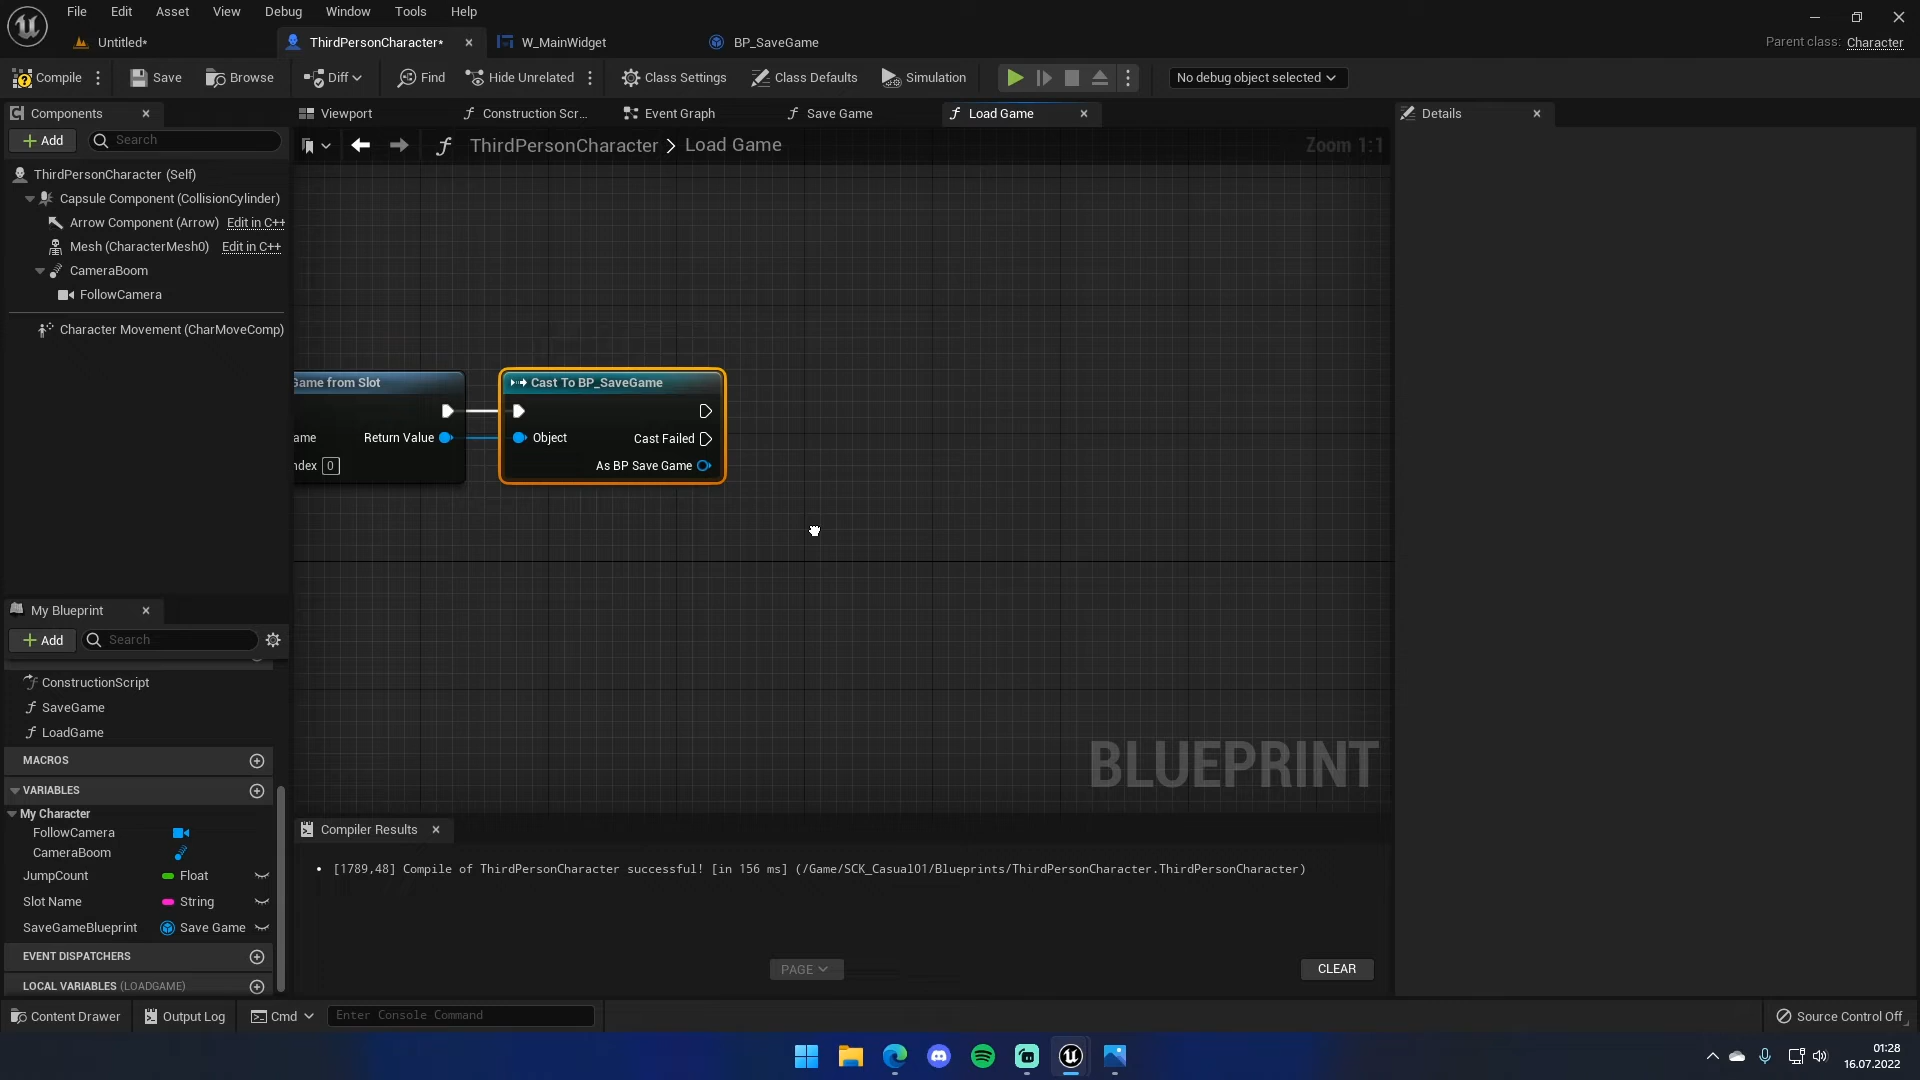 File Edit Asset View Debug Window Tools Help
Untitled* ThirdPersonCharacter* W_MainWidget BP_SaveGame Parent class: Character
Compile Save Browse Diff Find Hide Unrelated Class Settings Class Defaults Simulation No debug object selected
Components Viewport Construction Scr... Event Graph Save Game Load Game Details
Add Search ThirdPersonCharacter > Load Game Zoom 1:1
ThirdPersonCharacter (Self)
Capsule Component (CollisionCylinder)
Arrow Component (Arrow) Edit in C++
Mesh (CharacterMesh0) Edit in C++
CameraBoom
FollowCamera
Character Movement (CharMoveComp)
Game from Slot Cast To BP_SaveGame
ame Return Value Object Cast Failed
ndex 0 As BP Save Game
My Blueprint
Add Search
ConstructionScript
SaveGame
LoadGame
MACROS
VARIABLES
My Character
FollowCamera
CameraBoom
JumpCount Float
Slot Name String
SaveGameBlueprint Save Game
EVENT DISPATCHERS
LOCAL VARIABLES (LOADGAME)
BLUEPRINT
Compiler Results
[1789,48] Compile of ThirdPersonCharacter successful! [in 156 ms] (/Game/SCK_Casual01/Blueprints/ThirdPersonCharacter.ThirdPersonCharacter)
PAGE CLEAR
Content Drawer Output Log Cmd Enter Console Command Source Control Off
01:28
16.07.2022